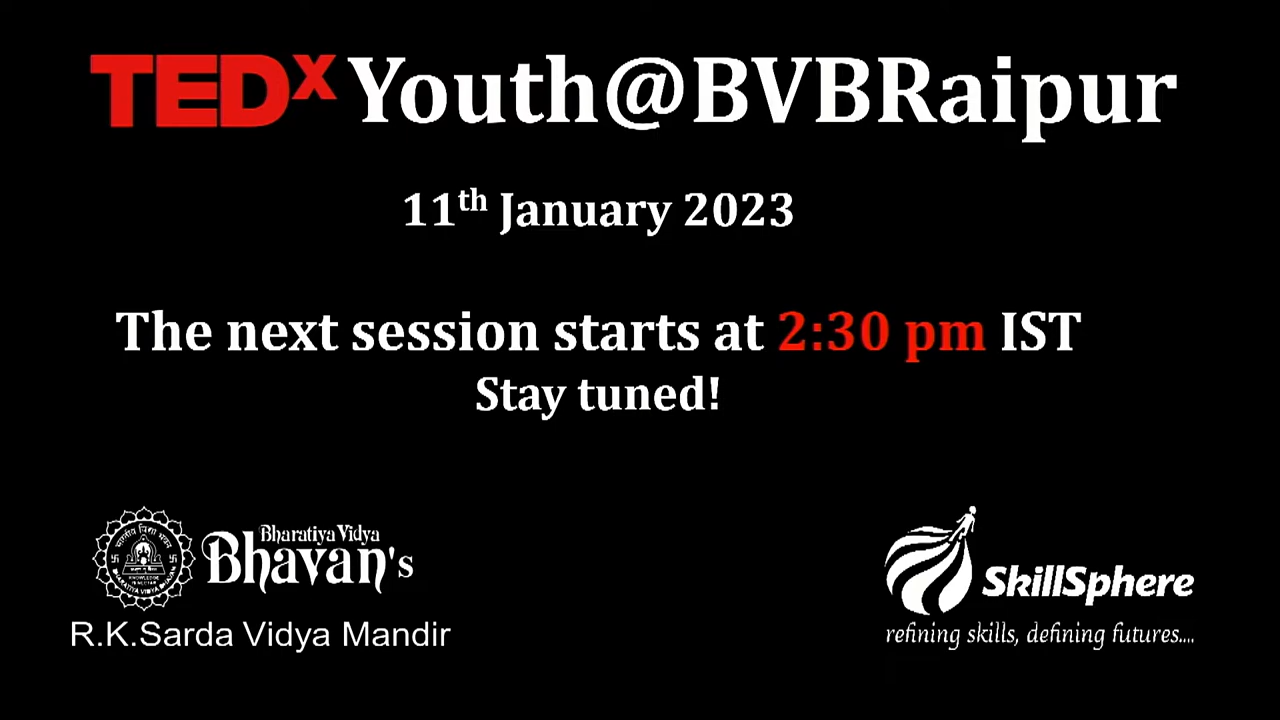 TEDx Youth@BVBRaipur
11th January 2023
The next session starts at 2:30 pm IST
Stay tuned!
Bharatiya Vidya
Bhavan's
R.K.Sarda Vidya Mandir
SkillSphere
refining skills, defining futures....